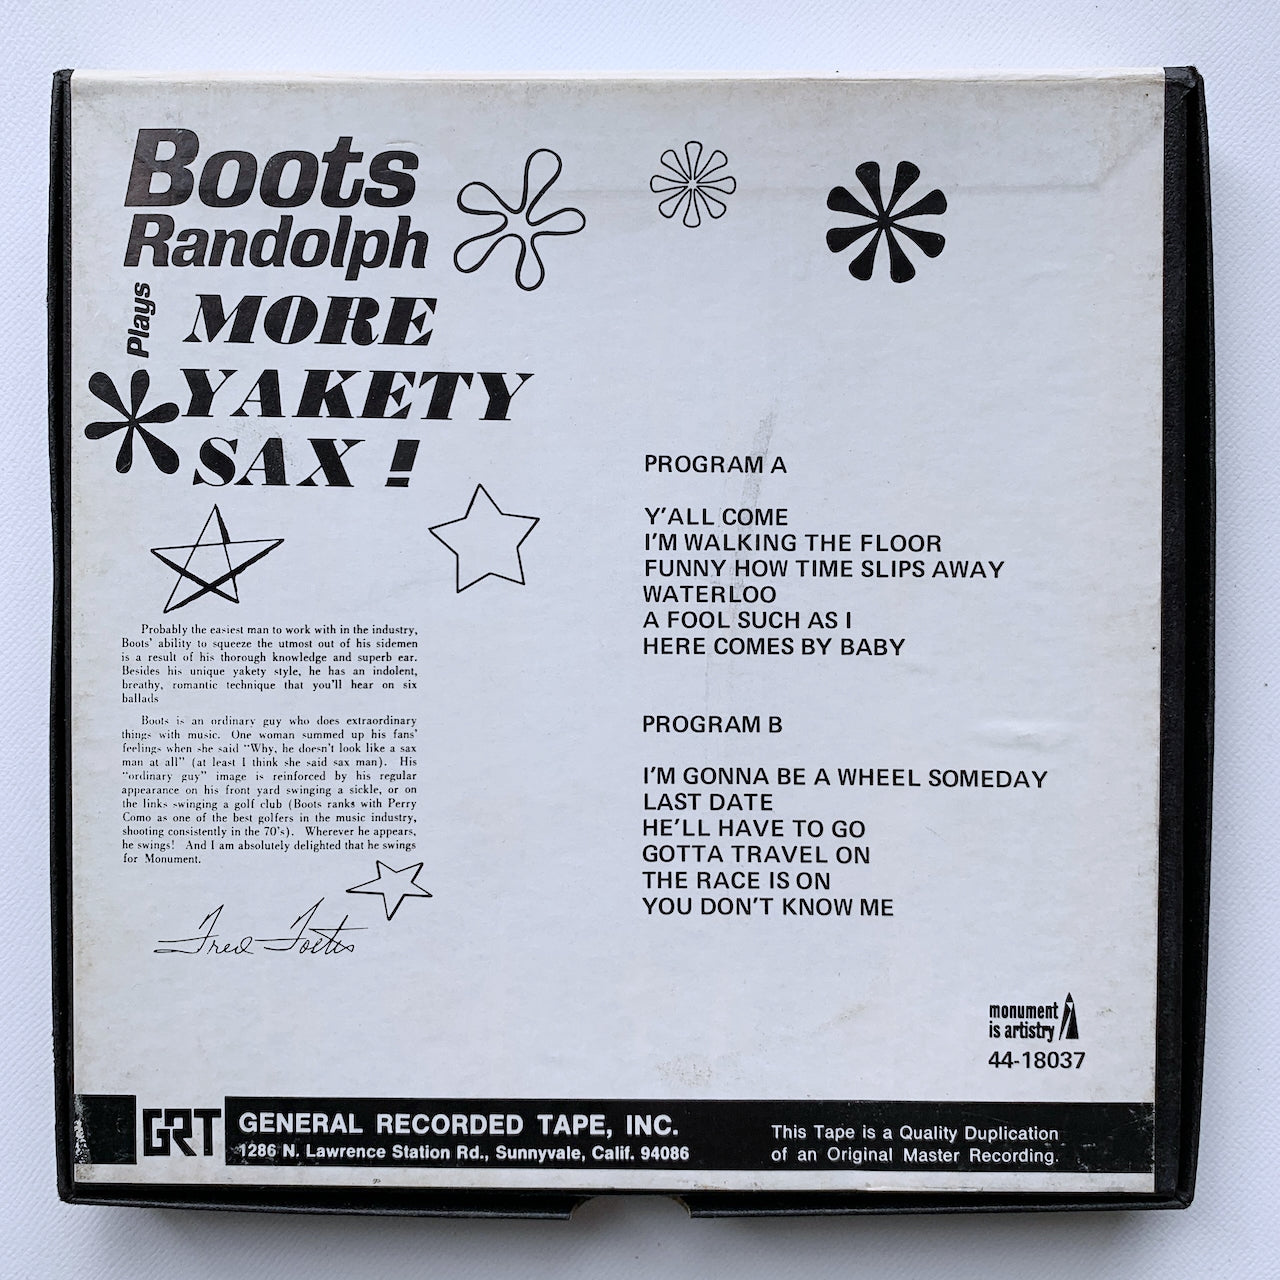 Boots
Randolph
Plays MORE
YAKETY
SAX!
Probably the easiest man to work with in the industry,
Boots' ability to squeeze the utmost out of his sidemen
is a result of his thorough knowledge and superb ear.
Besides his unique yakety style, he has an indolent,
breathy, romantic technique that you'll hear on six
ballads
Boots is an ordinary guy who does extraordinary
things with music. One woman summed up his fans'
feelings when she said "Why, he doesn't look like a sax
man at all" (at least I think she said sax man). His
"ordinary guy" image is reinforced by his regular
appearance on his front yard swinging a sickle, or on
the links swinging a golf club (Boots ranks with Perry
Como as one of the best golfers in the music industry,
shooting consistently in the 70's). Wherever he appears,
he swings! And I am absolutely delighted that he swings
for Monument.
Fred
PROGRAM A
Y'ALL COME
I'M WALKING THE FLOOR
FUNNY HOW TIME SLIPS AWAY
WATERLOO
A FOOL SUCH AS I
HERE COMES BY BABY
PROGRAM B
I'M GONNA BE A WHEEL SOMEDAY
LAST DATE
HE'LL HAVE TO GO
GOTTA TRAVEL ON
THE RACE IS ON
YOU DON'T KNOW ME
monument
is artistry
44-18037
GRT
GENERAL RECORDED TAPE, INC.
1286 N. Lawrence Station Rd., Sunnyvale, Calif. 94086
This Tape is a Quality Duplication
of an Original Master Recording.